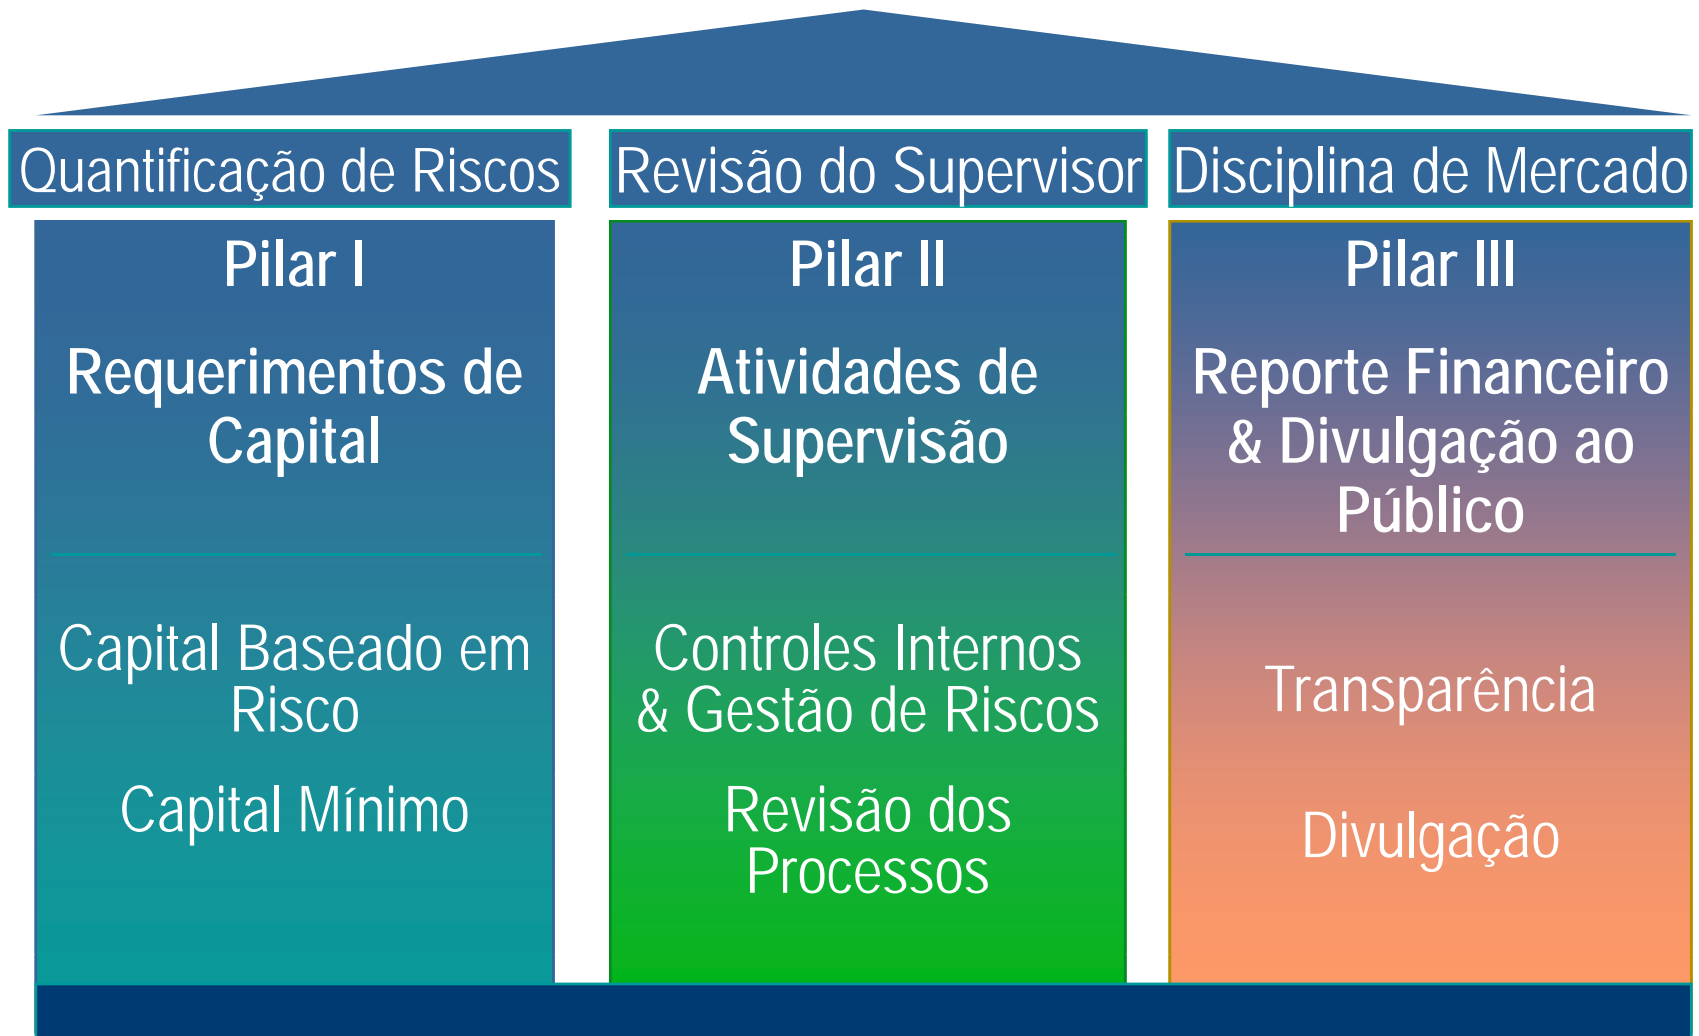 Quantificação de Riscos
Pilar I
Requerimentos de
Capital
Capital Baseado em
Risco
Capital Mínimo
Revisão do Supervisor
Pilar II
Atividades de
Supervisão
Controles Internos
& Gestão de Riscos
Revisão dos
Processos
Disciplina de Mercado
Pilar III
Reporte Financeiro
& Divulgação ao
Público
Transparência
Divulgação